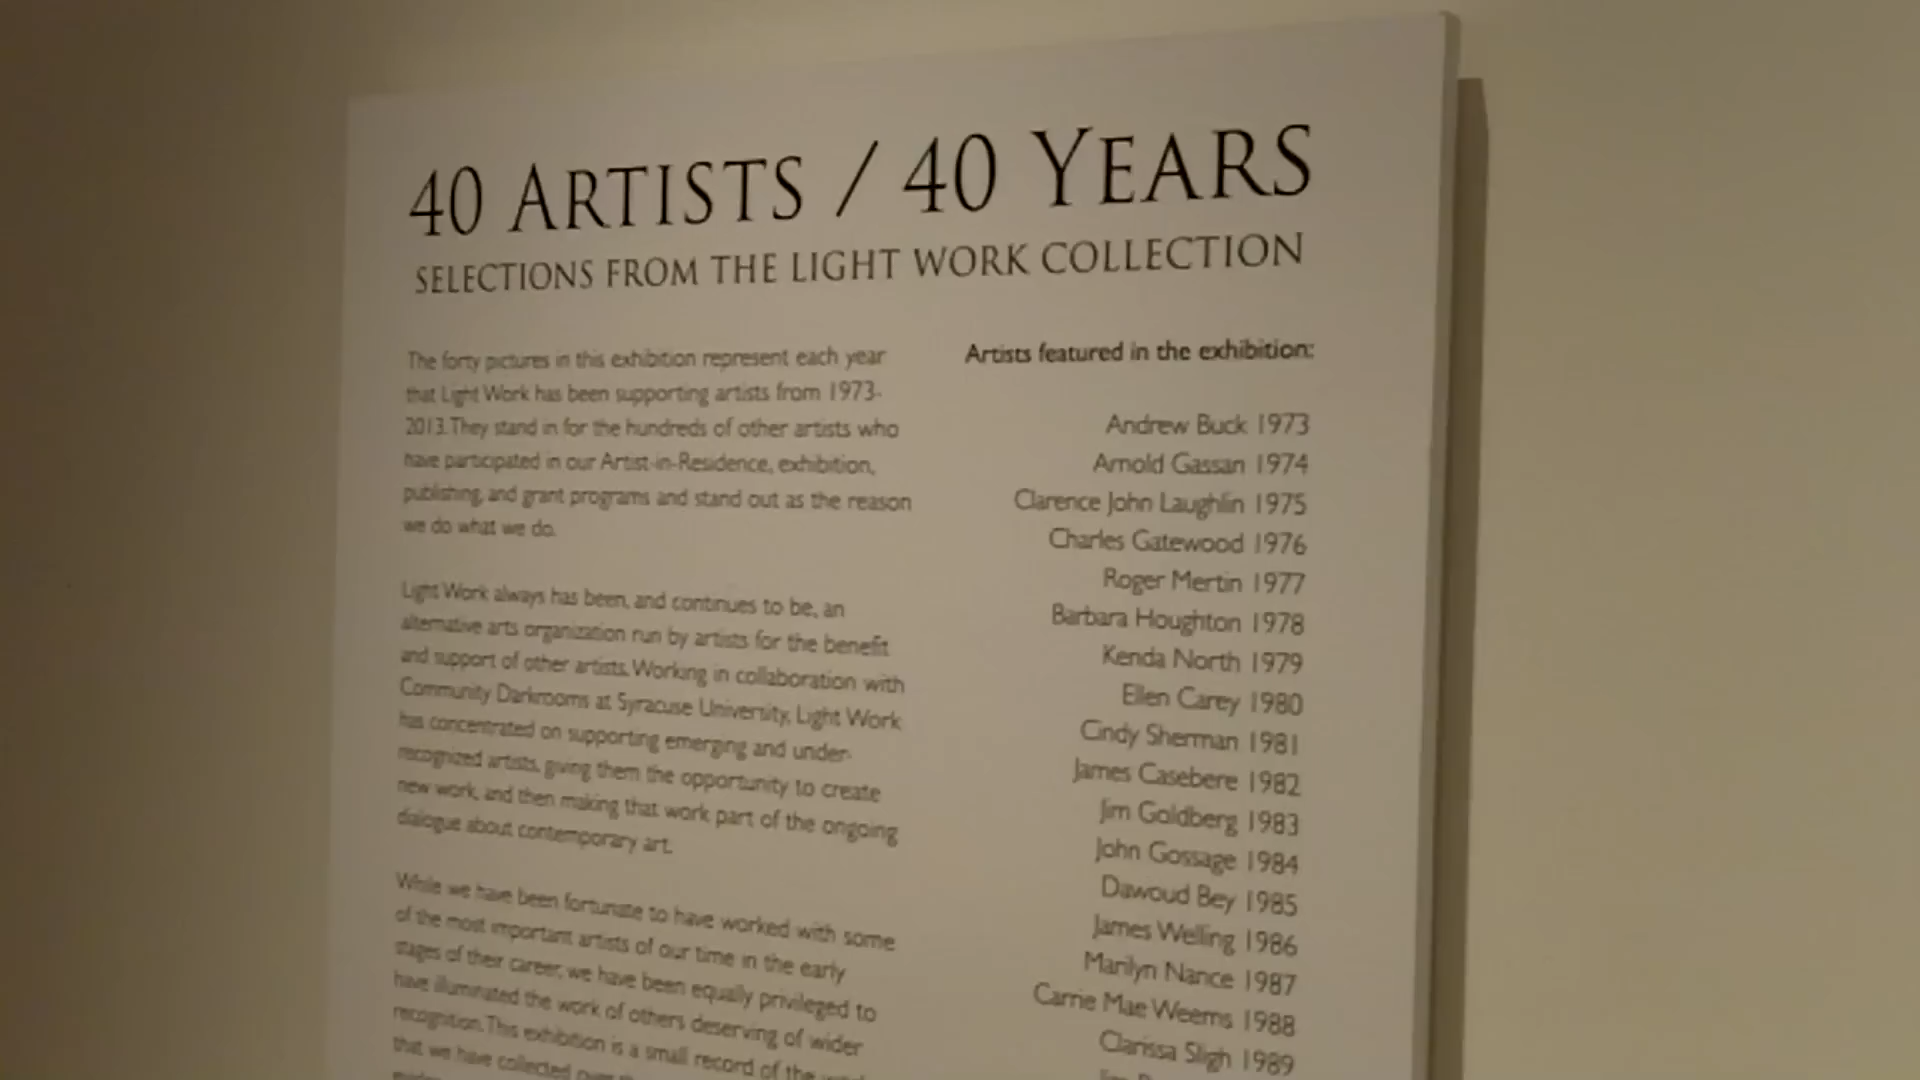 40 ARTISTS / 40 YEARS
SELECTIONS FROM THE LIGHT WORK COLLECTION
The forty pictures in this exhibition represent each year
that Light Work has been supporting artists from 1973-
2013. They stand in for the hundreds of other artists who
have participated in our Artist-in-Residence, exhibition,
publishing, and grant programs and stand out as the reason
we do what we do.
Light Work always has been, and continues to be, an
alternative arts organization run by artists for the benefit
and support of other artists. Working in collaboration with
Community Darkrooms at Syracuse University, Light Work
has concentrated on supporting emerging and under-
recognized artists, giving them the opportunity to create
new work, and then making that work part of the ongoing
dialogue about contemporary art.
While we have been fortunate to have worked with some
of the most important artists of our time in the early
stages of their career, we have been equally privileged to
have illuminated the work of others deserving of wider
recognition. This exhibition is a small record of the
that we have collected
Artists featured in the exhibition:
Andrew Buck 1973
Arnold Gassan 1974
Clarence John Laughlin 1975
Charles Gatewood 1976
Roger Mertin 1977
Barbara Houghton 1978
Kenda North 1979
Ellen Carey 1980
Cindy Sherman 1981
James Casebere 1982
Jim Goldberg 1983
John Gossage 1984
Dawoud Bey 1985
James Welling 1986
Marilyn Nance 1987
Carrie Mae Weems 1988
Clarissa Sligh 1989